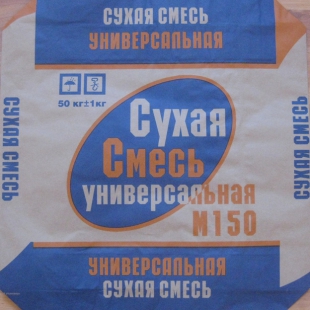 СУХАЯ СМЕСЬ
УНИВЕРСАЛЬНАЯ
50 кг±1кг
СУХАЯ СМЕСЬ
Сухая
Смесь
универсальная
М150
СУХАЯ СМЕСЬ
УНИВЕРСАЛЬНАЯ
СУХАЯ СМЕСЬ